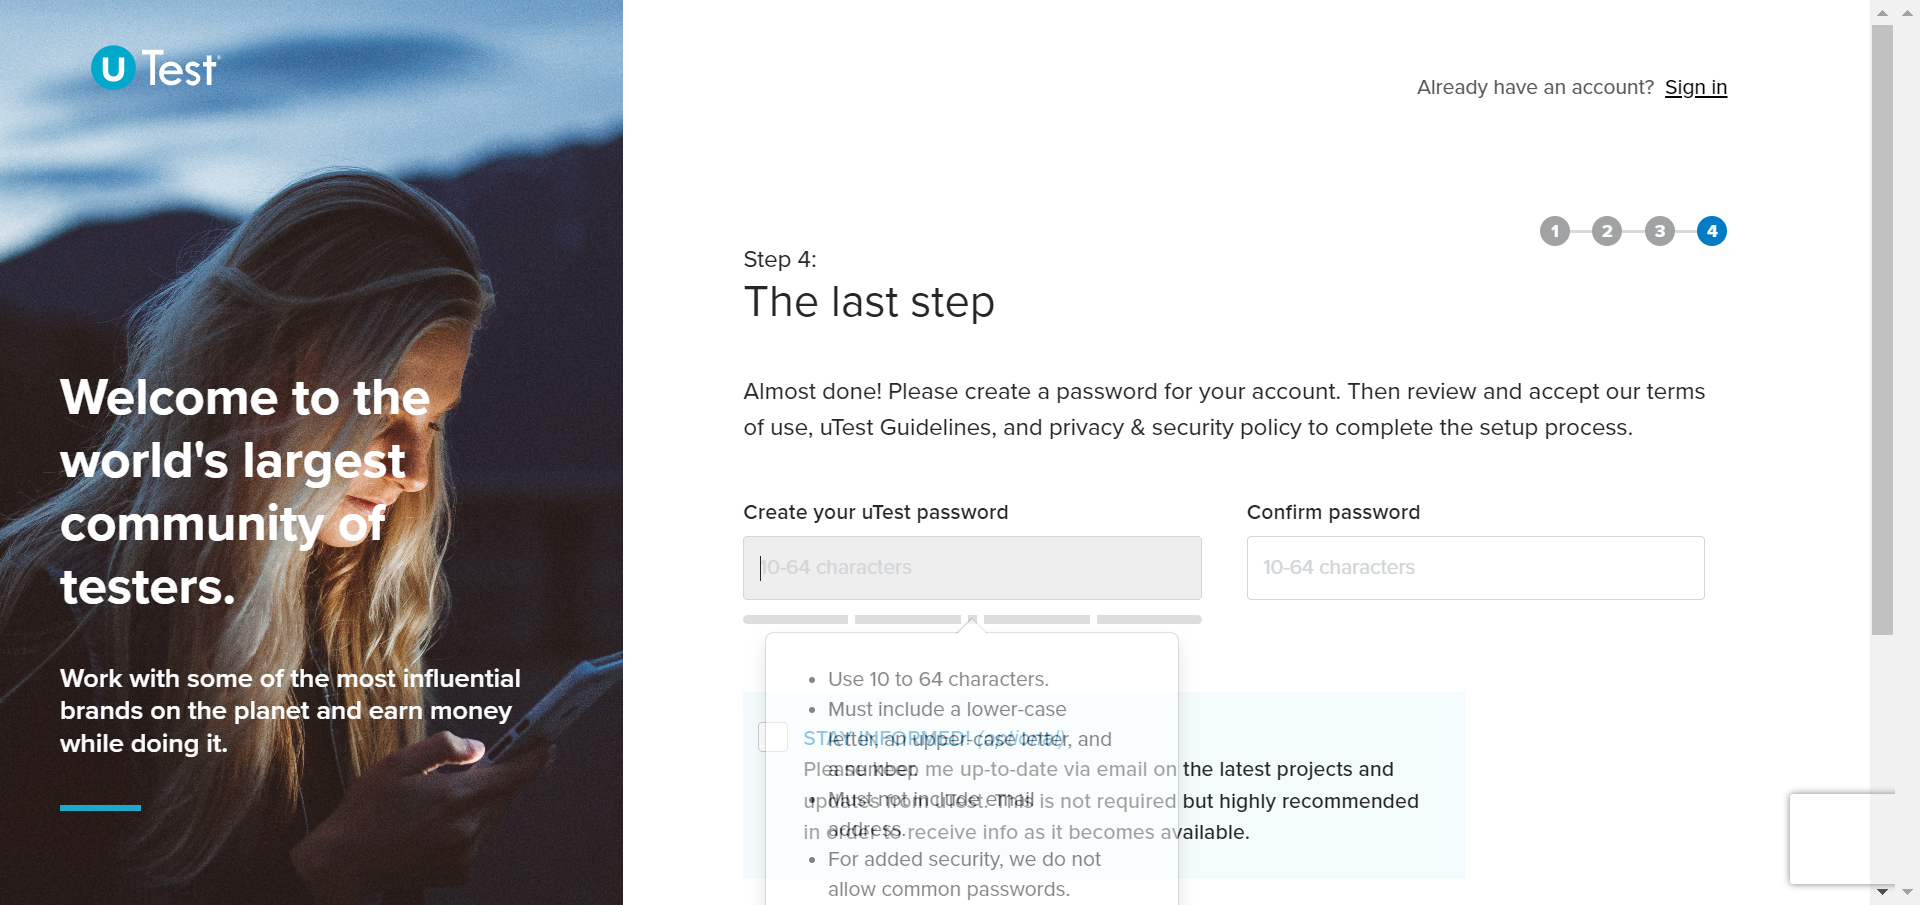 uTest
Already have an account? Sign in
1 2 3 4
Step 4:
The last step
Welcome to the
world's largest
community of
testers.
Work with some of the most influential
brands on the planet and earn money
while doing it.
Almost done! Please create a password for your account. Then review and accept our terms
of use, uTest Guidelines, and privacy & security policy to complete the setup process.
Create your uTest password
10-64 characters
Confirm password
10-64 characters
Use 10 to 64 characters.
Must include a lower-case
letter, an upper-case letter, and
a number.
Must not include email
address.
For added security, we do not
allow common passwords.
STAY INFORMED! (optional)
Please keep me up-to-date via email on the latest projects and
updates from uTest. This is not required but highly recommended
in order to receive info as it becomes available.